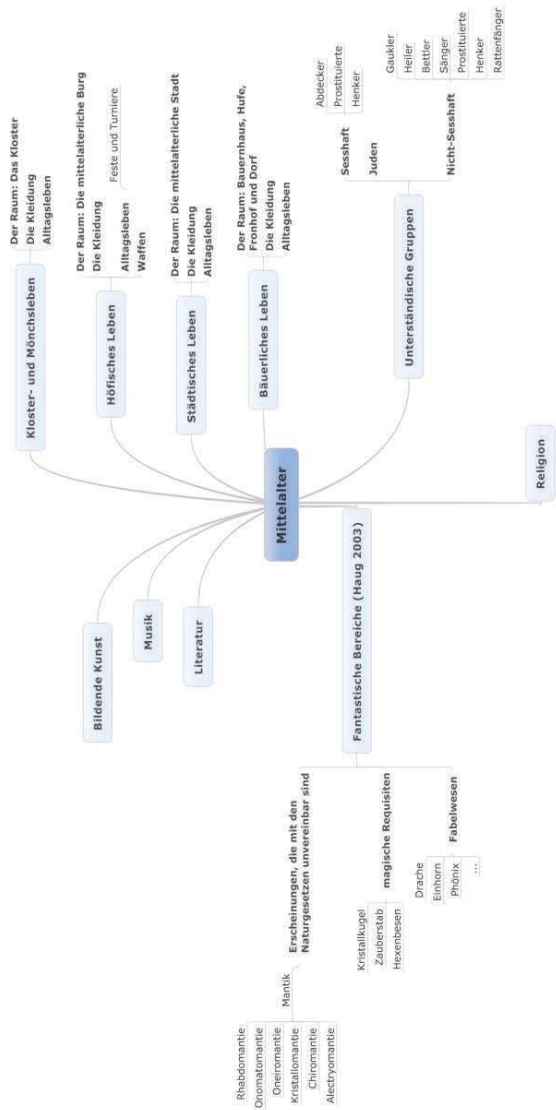 Mittelalter
Kloster- und Mönchsleben
Der Raum: Das Kloster
Die Kleidung
Alltagsleben
Höfisches Leben
Der Raum: Die mittelalterliche Burg
Die Kleidung
Feste und Turniere
Alltagsleben
Waffen
Städtisches Leben
Der Raum: Die mittelalterliche Stadt
Die Kleidung
Alltagsleben
Bäuerliches Leben
Der Raum: Bauernhaus, Hufe,
Fronhof und Dorf
Die Kleidung
Alltagsleben
Unterständische Gruppen
Sesshaft
Abdecker
Prostituierte
Henker
Juden
Nicht-Sesshaft
Gaukler
Heiler
Bettler
Sänger
Prostituierte
Henker
Rattenfänger
Religion
Bildende Kunst
Musik
Literatur
Fantastische Bereiche (Haug 2003)
Erscheinungen, die mit den
Naturgesetzen unvereinbar sind
Mantik
Rhabdomantie
Onomatomantie
Oneiromantie
Kristallomantie
Chiromantie
Alectryomantie
magische Requisiten
Kristallkugel
Zauberstab
Hexenbesen
Fabelwesen
Drache
Einhorn
Phönix
...